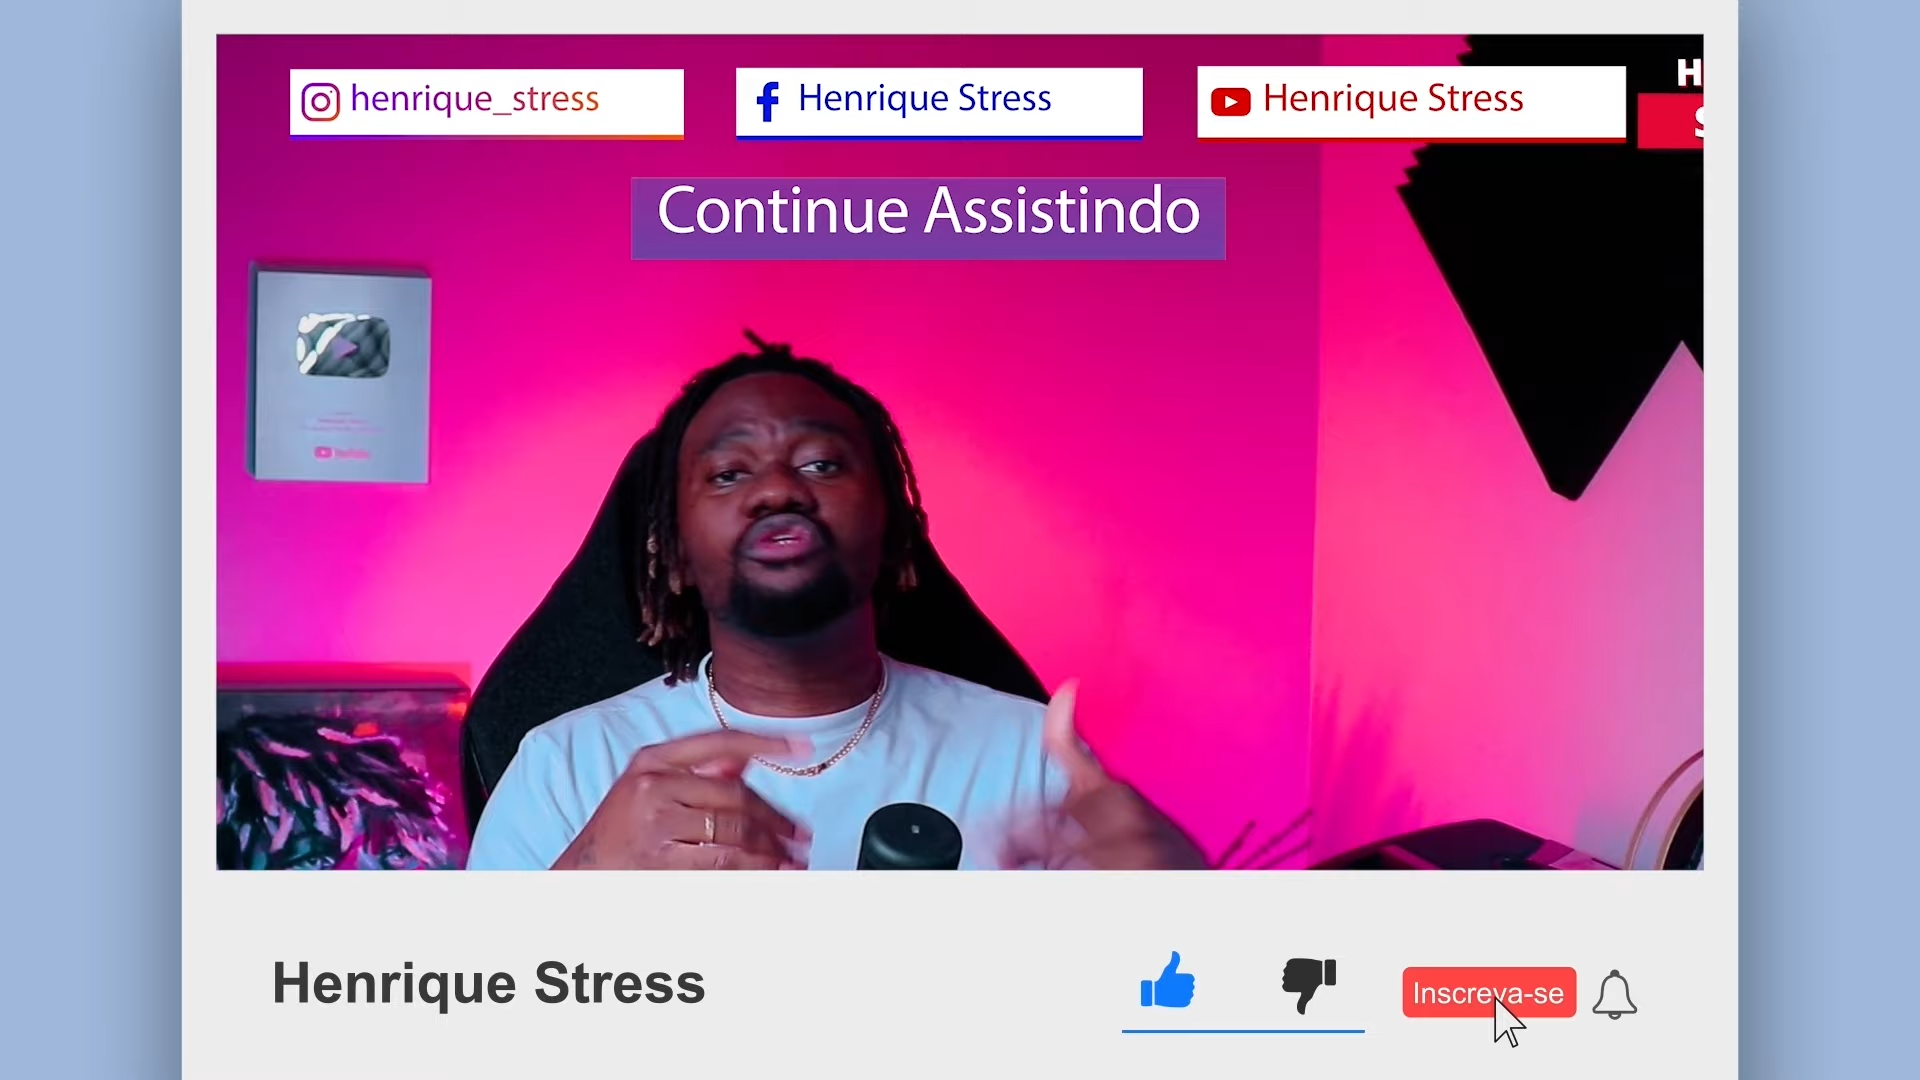 henrique_stress
Henrique Stress
Henrique Stress
Continue Assistindo
Henrique Stress
Inscreva-se